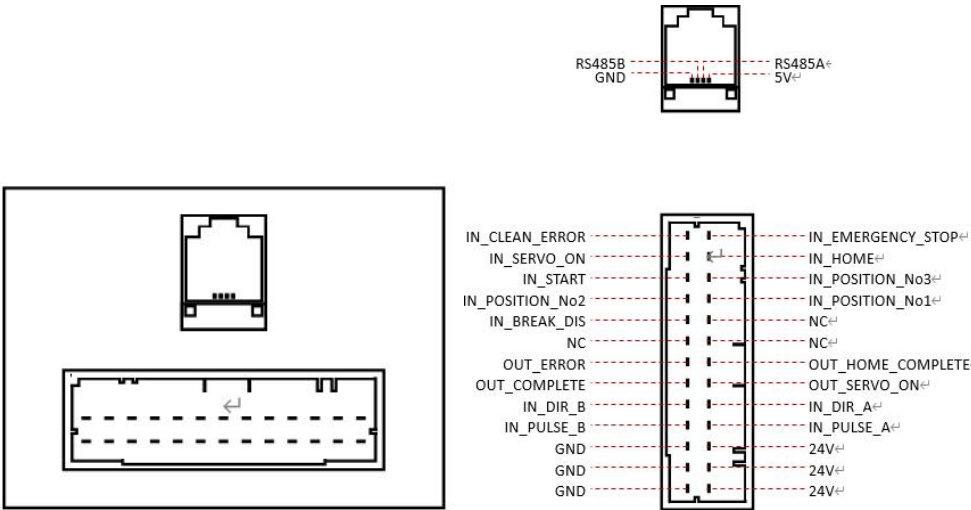 RS485B RS485A
GND 5V
IN_CLEAN_ERROR IN_EMERGENCY_STOP
IN_SERVO_ON IN_HOME
IN_START IN_POSITION_No3
IN_POSITION_No2 IN_POSITION_No1
IN_BREAK_DIS NC
NC NC
OUT_ERROR OUT_HOME_COMPLETE
OUT_COMPLETE OUT_SERVO_ON
IN_DIR_B IN_DIR_A
IN_PULSE_B IN_PULSE_A
GND 24V
GND 24V
GND 24V